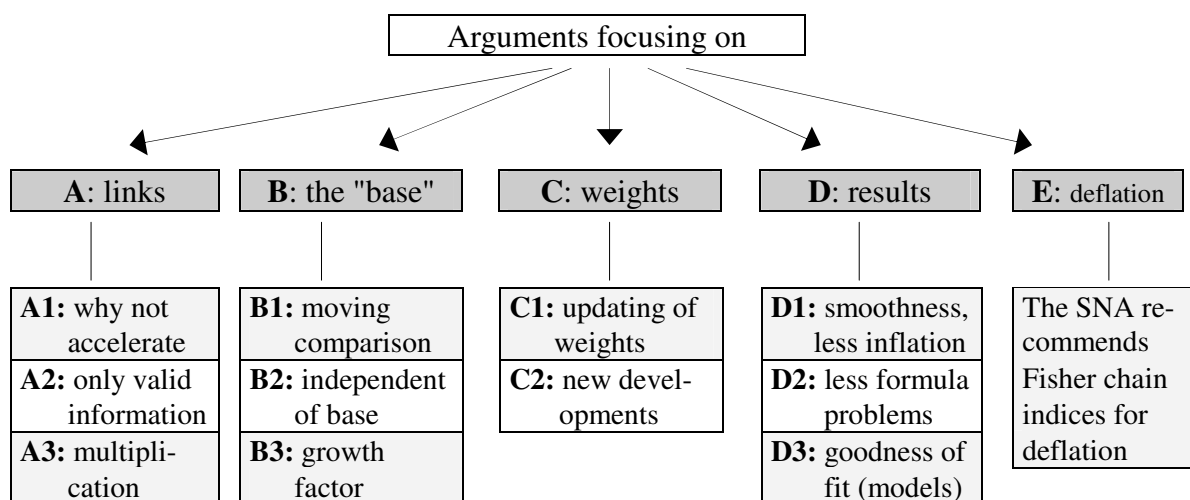 Arguments focusing on
A: links
B: the "base"
C: weights
D: results
E: deflation
A1: why not
accelerate
A2: only valid
information
A3: multipli-
cation
B1: moving
comparison
B2: independent
of base
B3: growth
factor
C1: updating of
weights
C2: new devel-
opments
D1: smoothness,
less inflation
D2: less formula
problems
D3: goodness of
fit (models)
The SNA re-
commends
Fisher chain
indices for
deflation